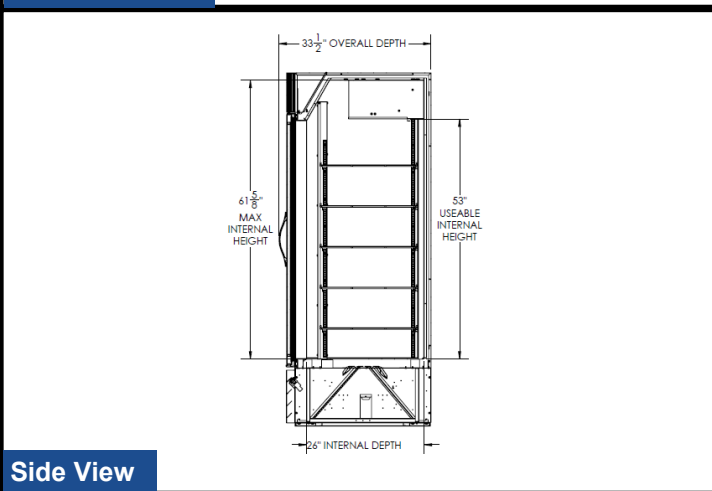 33 1/2" OVERALL DEPTH
61 5/8"
MAX
INTERNAL
HEIGHT
53"
USEABLE
INTERNAL
HEIGHT
26" INTERNAL DEPTH
Side View